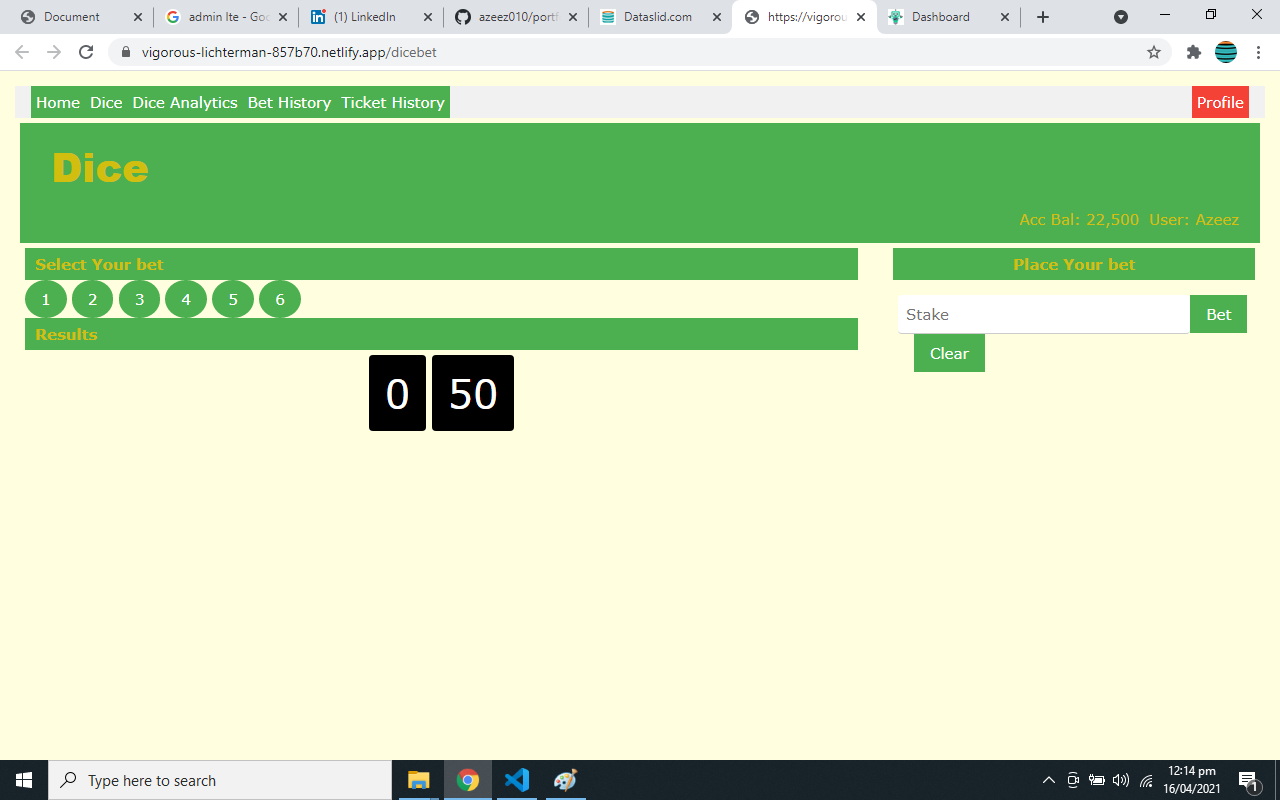 Document
admin lte - Goo
(1) LinkedIn
azeez010/portf
Dataslid.com
https://vigorou
Dashboard
vigorous-lichterman-857b70.netlify.app/dicebet
Home Dice Dice Analytics Bet History Ticket History
Profile
Dice
Acc Bal: 22,500 User: Azeez
Select Your bet
Place Your bet
1 2 3 4 5 6
Stake
Bet
Results
Clear
0 50
Type here to search
12:14 pm
16/04/2021
1